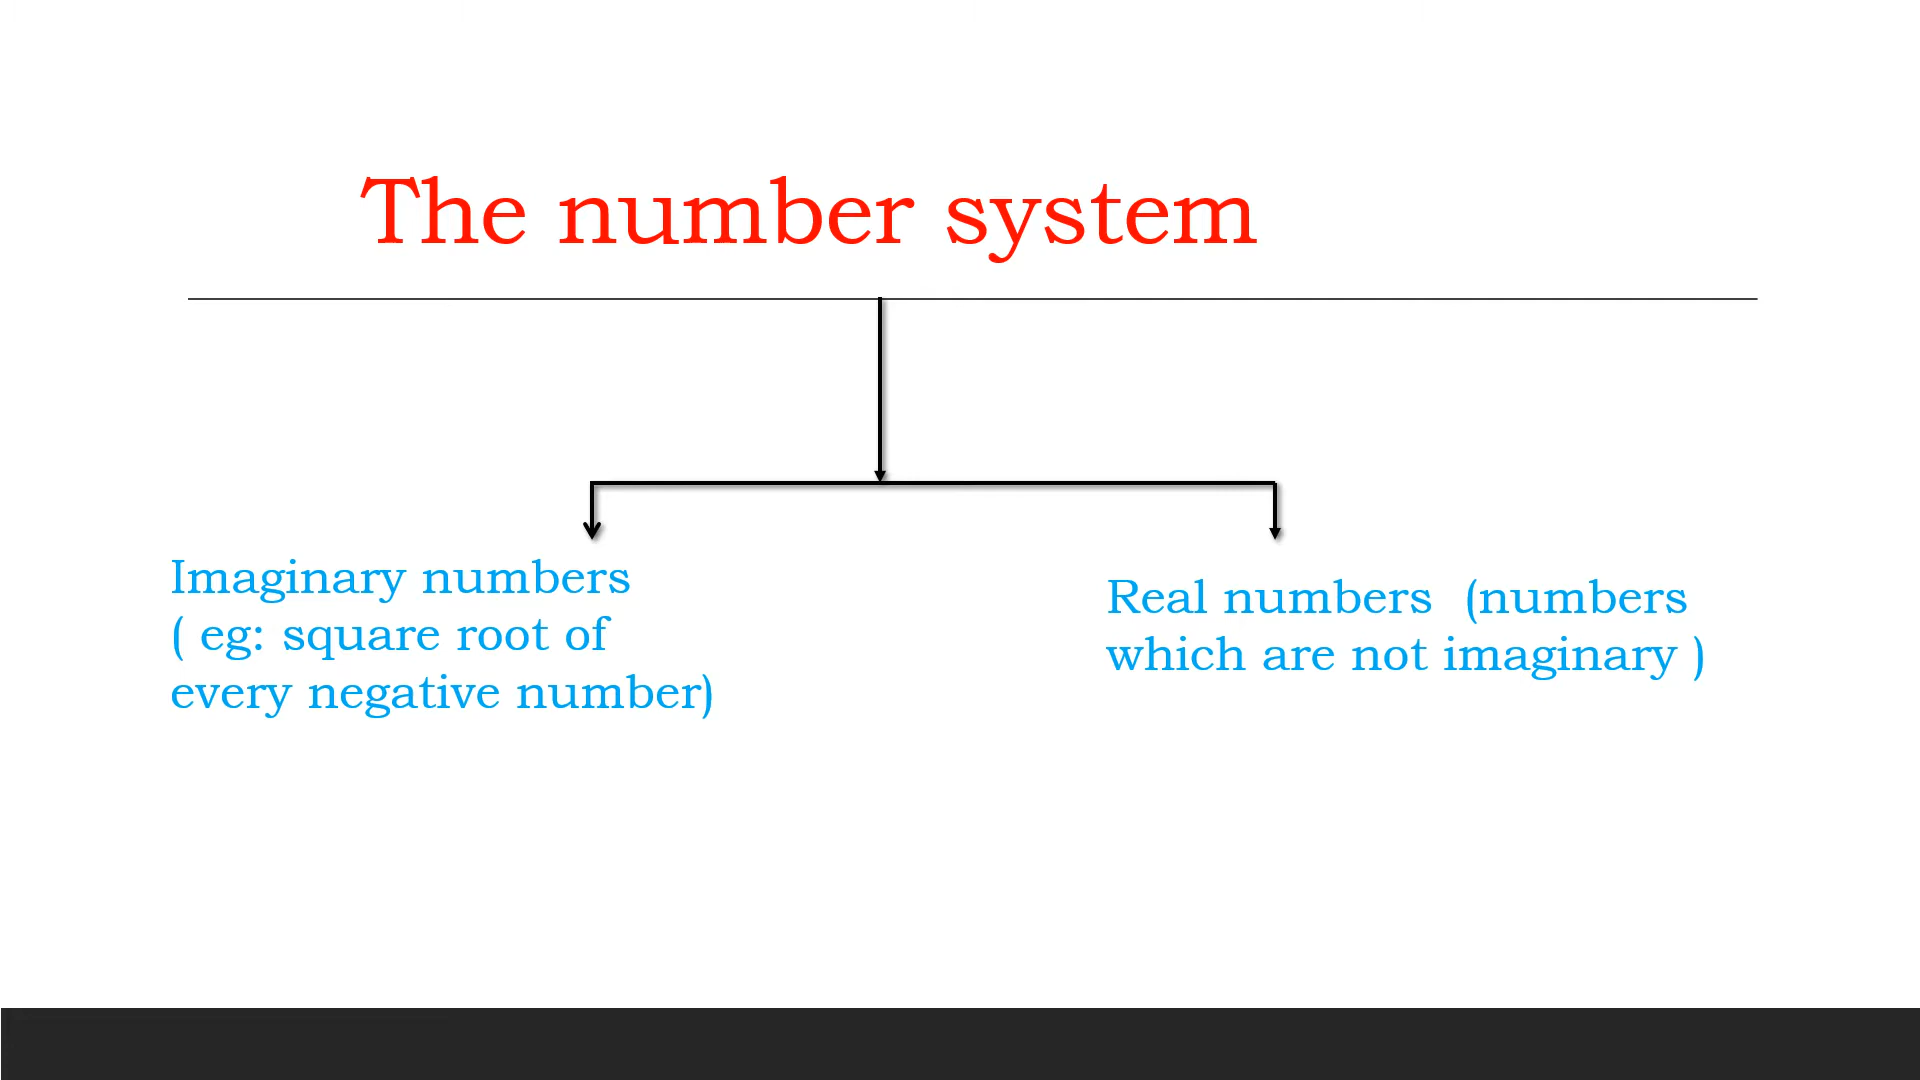 The number system
Imaginary numbers
( eg: square root of
every negative number)
Real numbers  (numbers
which are not imaginary )